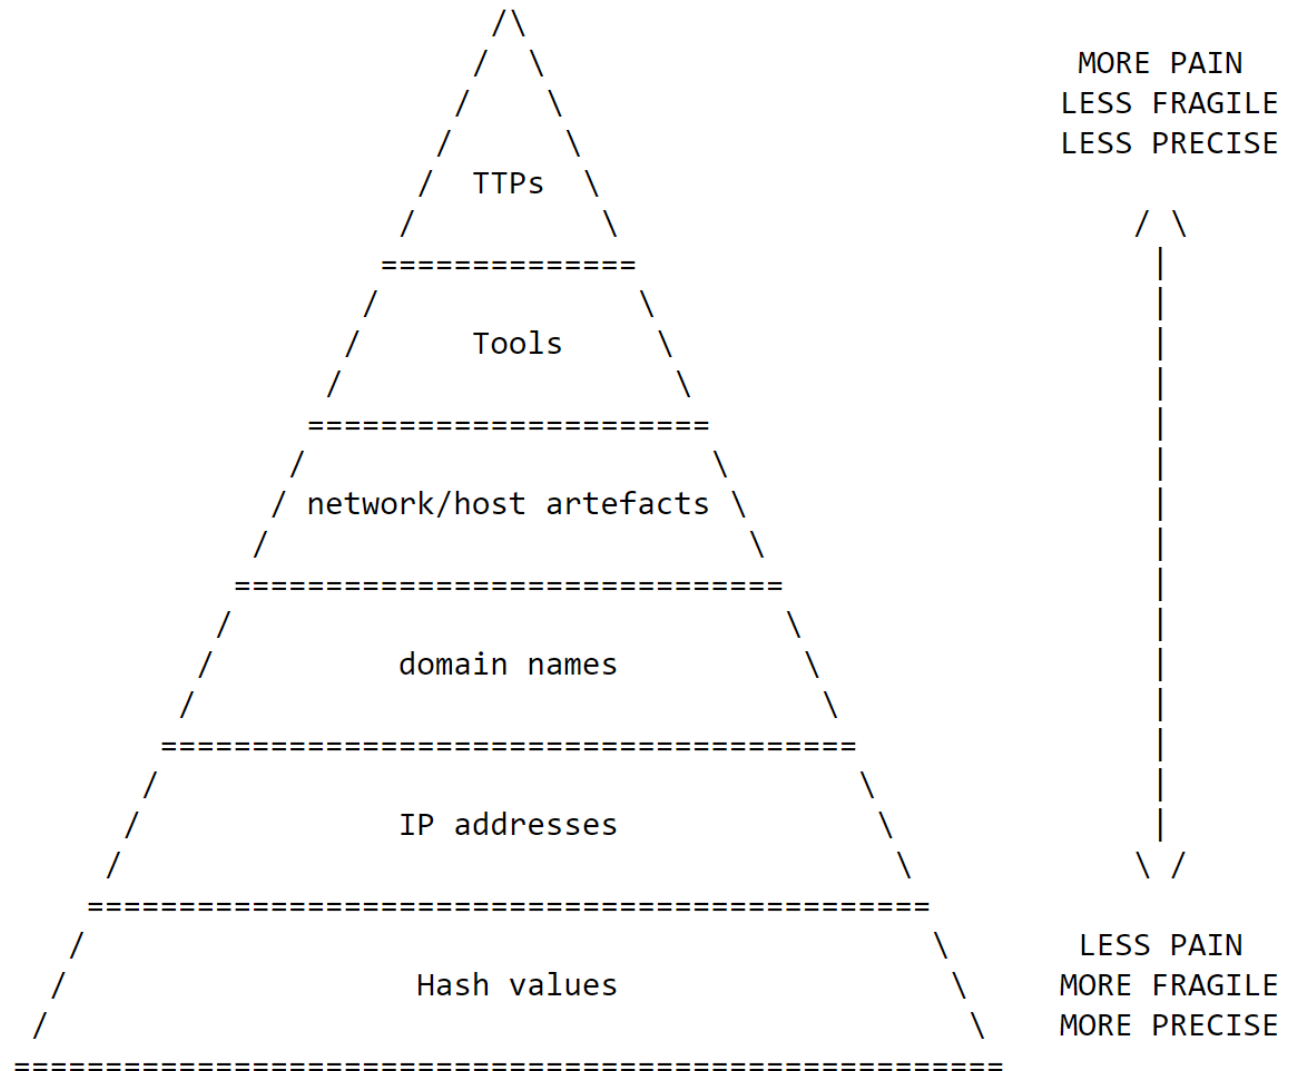 MORE PAIN
LESS FRAGILE
LESS PRECISE
TTPs
Tools
network/host artefacts
domain names
IP addresses
Hash values
LESS PAIN
MORE FRAGILE
MORE PRECISE